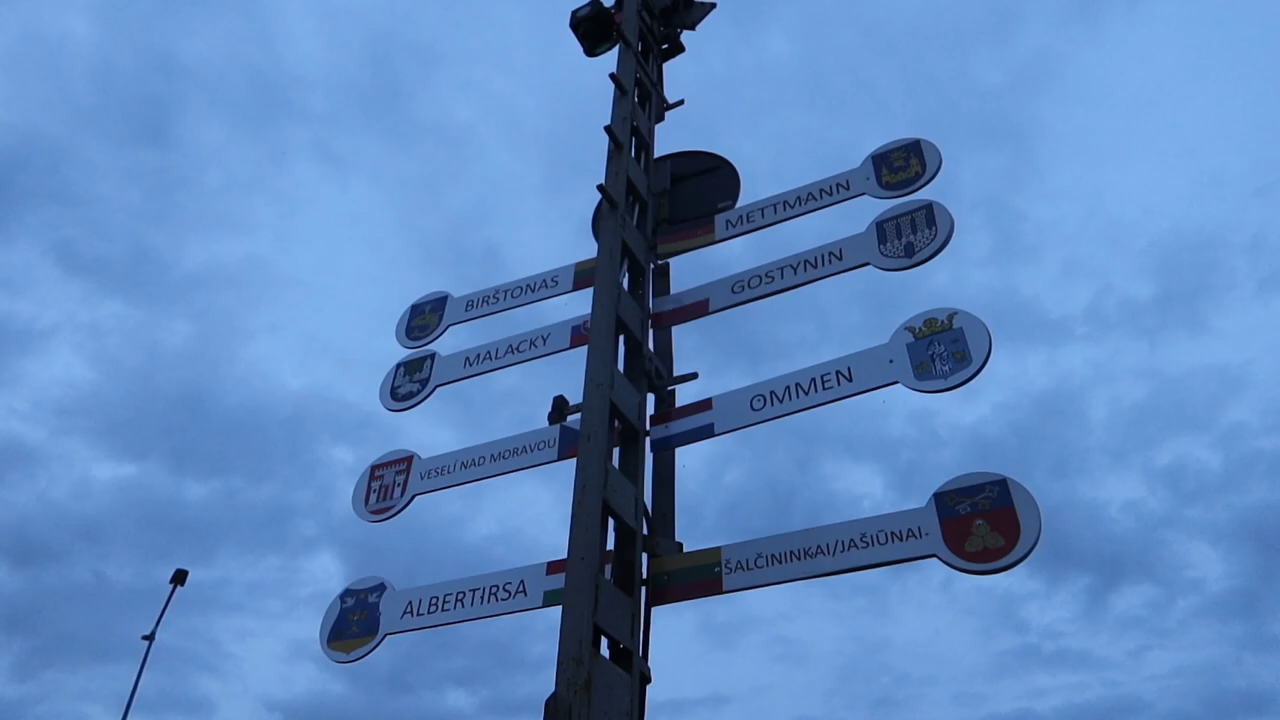 METTMANN
GOSTYNIN
BIRŠTONAS
MALACKY
OMMEN
VESELÍ NAD MORAVOU
ŠALČININKAI/JAŠIŪNAI
ALBERTIRSA